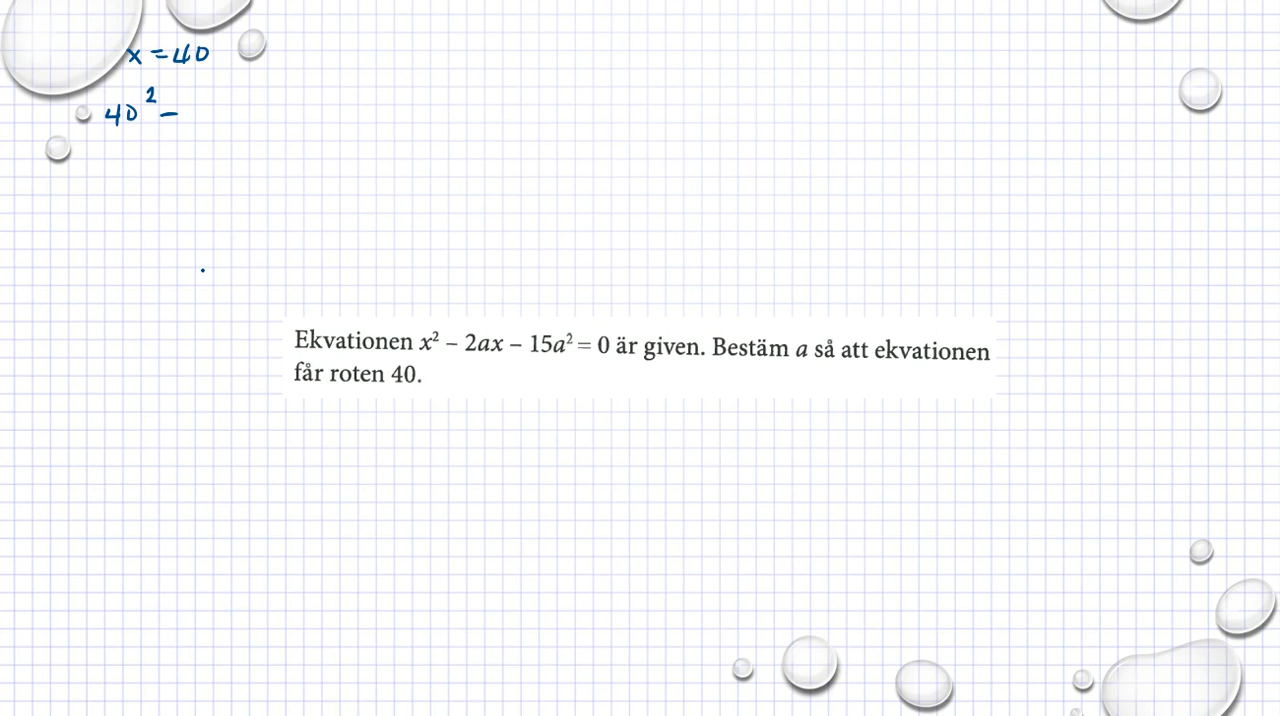 x = 40
40² -
Ekvationen x² – 2ax – 15a² = 0 är given. Bestäm a så att ekvationen
får roten 40.